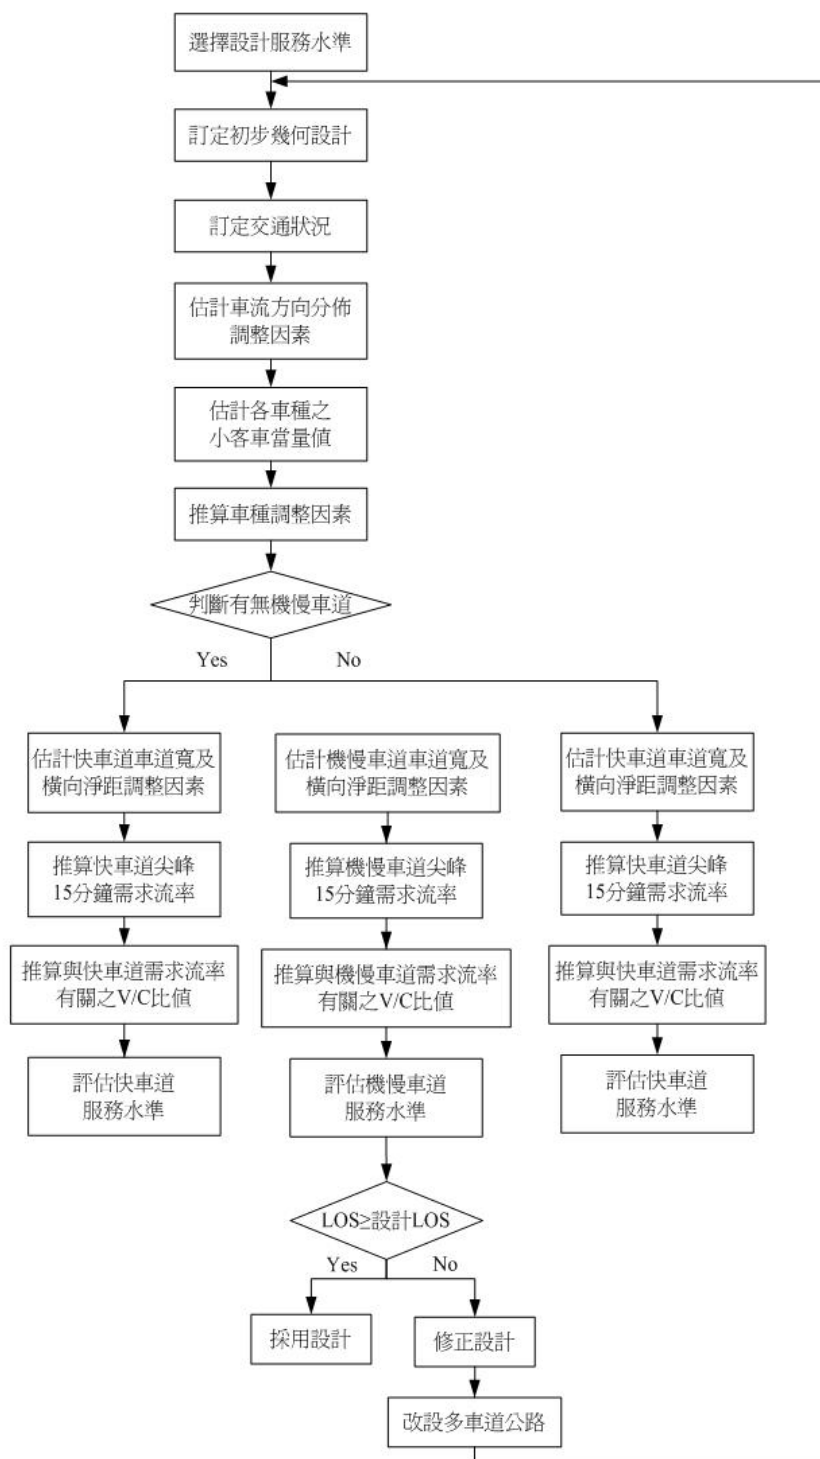 選擇設計服務水準
訂定初步幾何設計
訂定交通狀況
估計車流方向分佈
調整因素
估計各車種之
小客車當量值
推算車種調整因素
判斷有無機慢車道
Yes
No
估計快車道車道寬及
橫向淨距調整因素
推算快車道尖峰
15分鐘需求流率
推算與快車道需求流率
有關之V/C比值
評估快車道
服務水準
估計機慢車道車道寬及
橫向淨距調整因素
推算機慢車道尖峰
15分鐘需求流率
推算與機慢車道需求流率
有關之V/C比值
評估機慢車道
服務水準
估計快車道車道寬及
橫向淨距調整因素
推算快車道尖峰
15分鐘需求流率
推算與快車道需求流率
有關之V/C比值
評估快車道
服務水準
LOS≥設計LOS
Yes
No
採用設計
修正設計
改設多車道公路